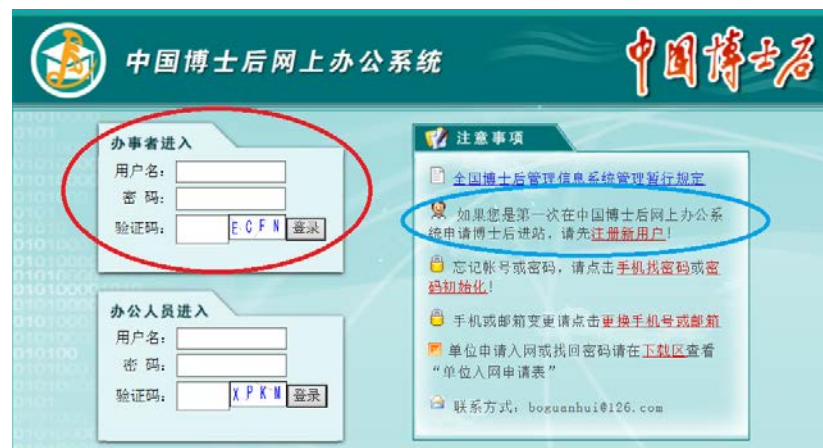 中国博士后网上办公系统
中国博士后
办事者进入
用户名：
密 码：
验证码： E C F N 登录
办公人员进入
用户名：
密 码：
验证码： X P K M 登录
注意事项
全国博士后管理信息系统管理暂行规定
如果您是第一次在中国博士后网上办公系
统申请博士后进站，请先注册新用户！
忘记帐号或密码，请点击手机找密码或密
码初始化！
手机或邮箱变更请点击更换手机号或邮箱
单位申请入网或找回密码请在下载区查看
“单位入网申请表”
联系方式：boguanhui@126.com